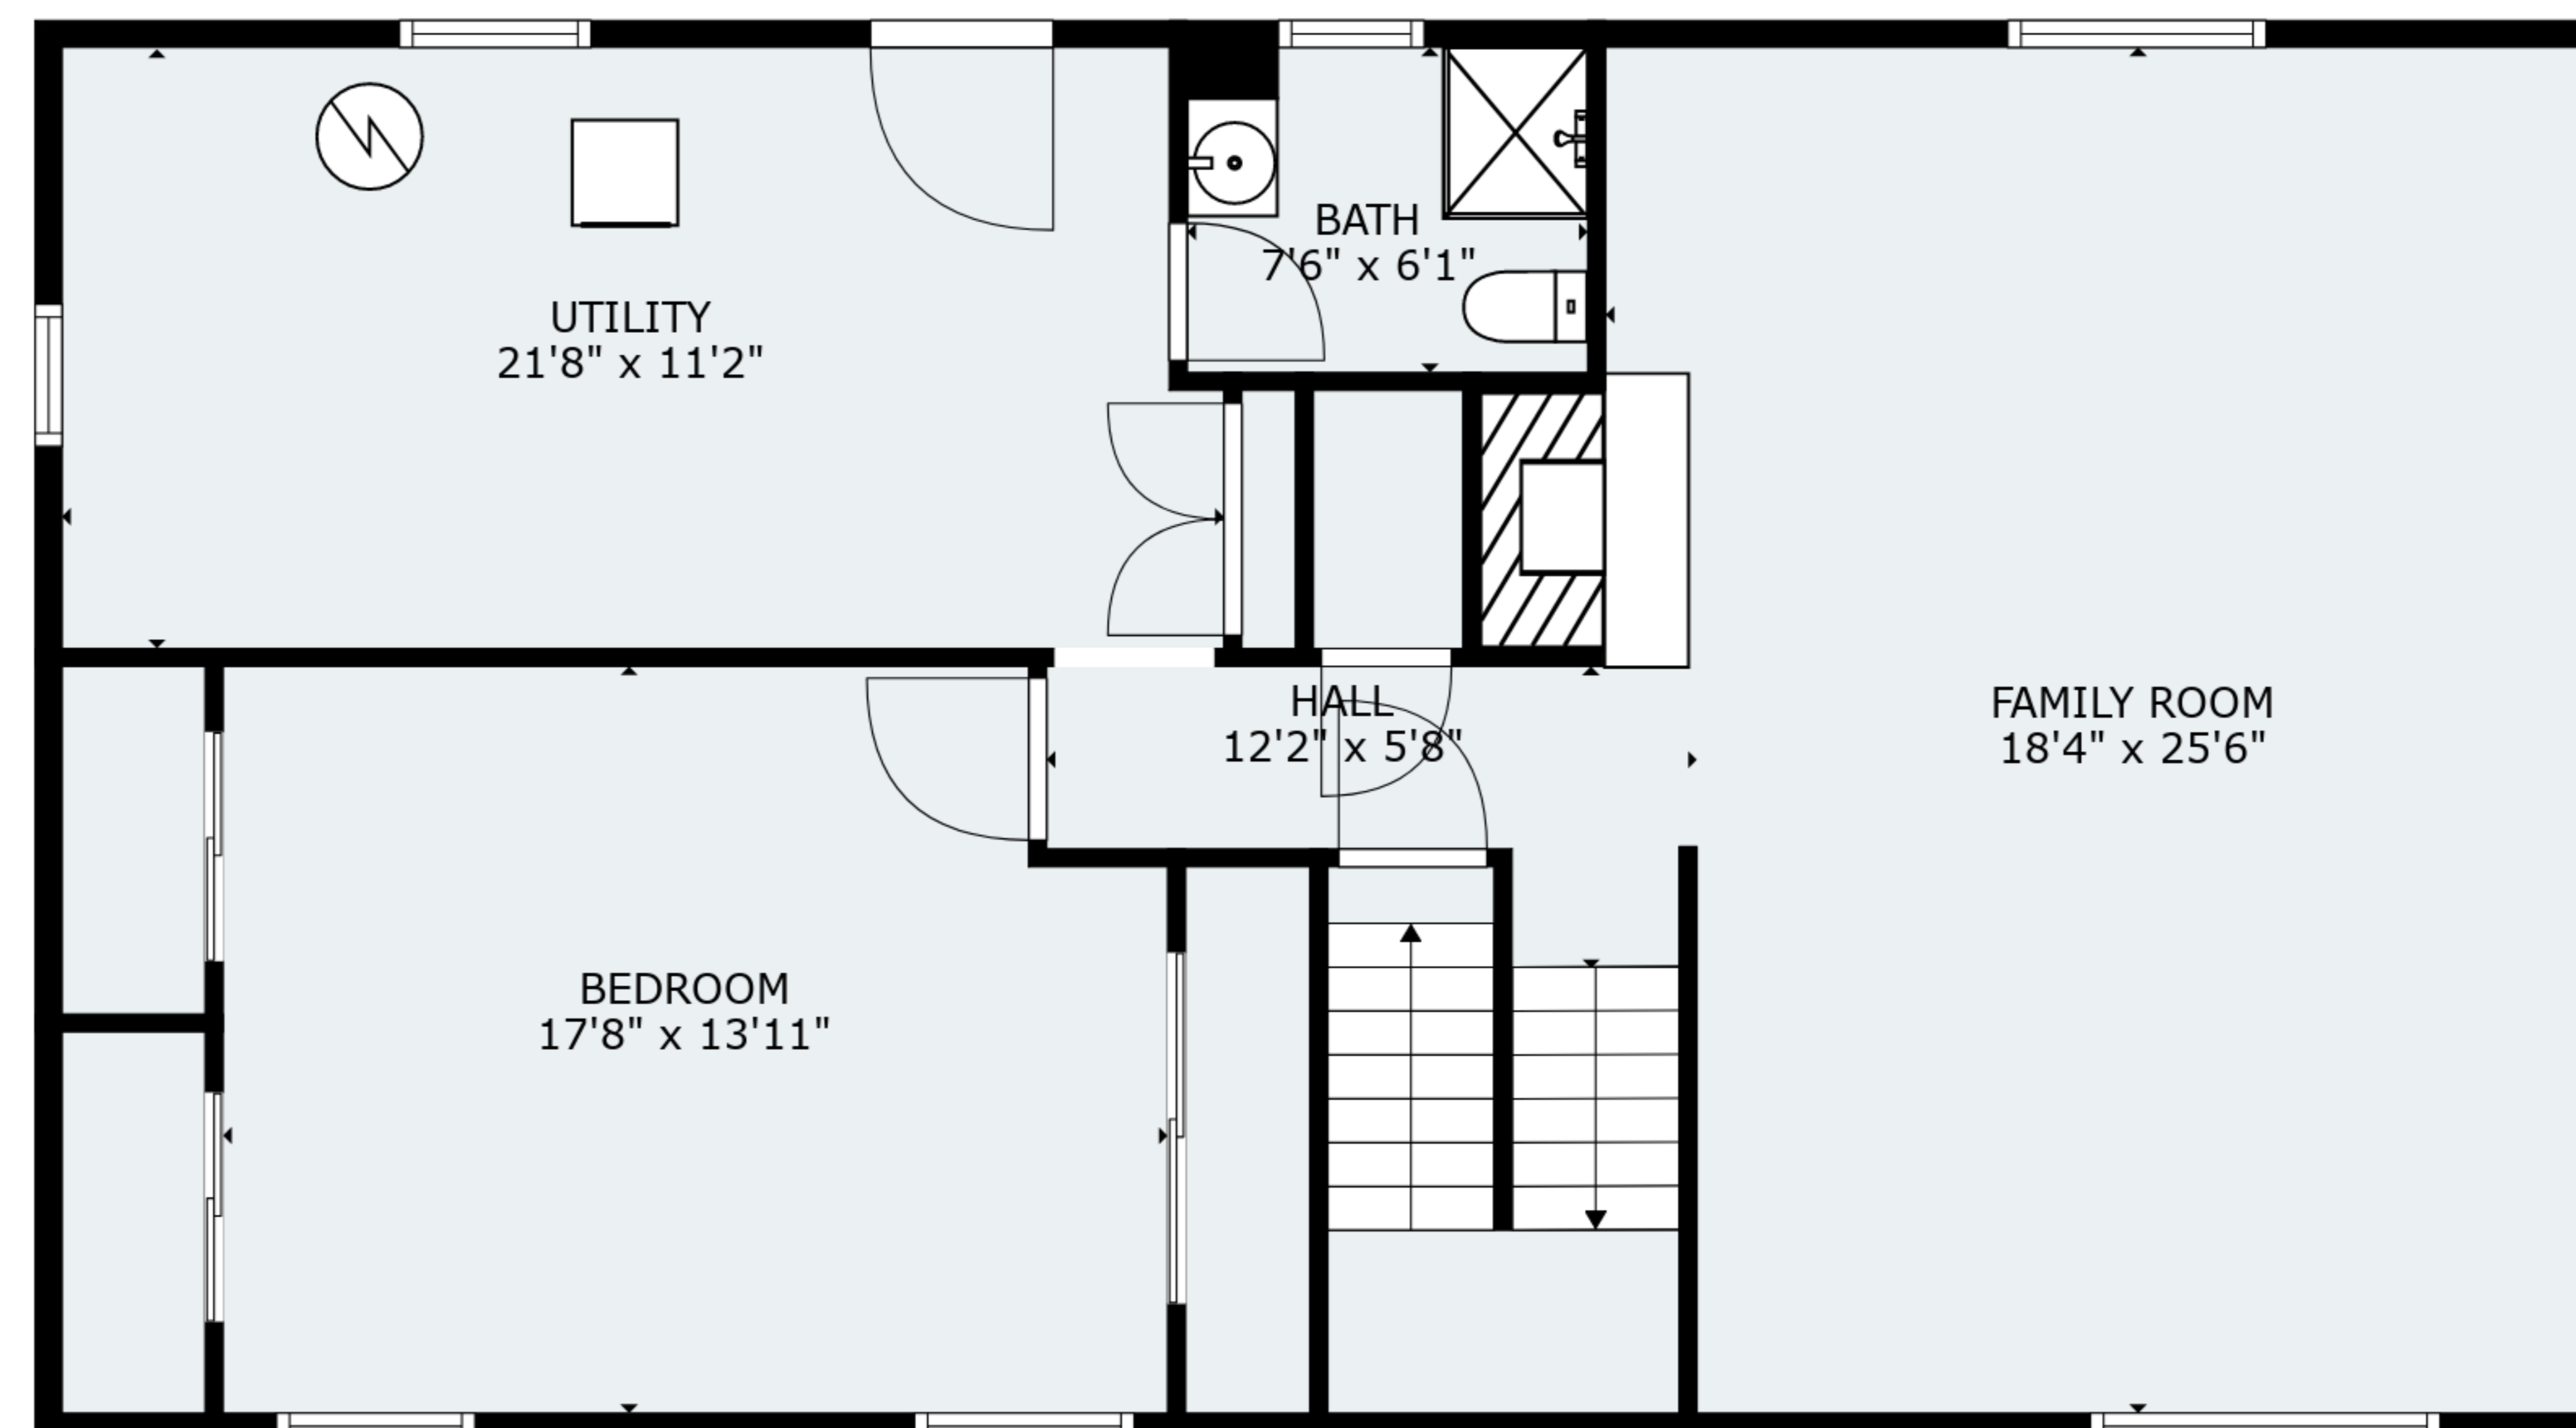 BATH
7'6" x 6'1"
UTILITY
21'8" x 11'2"
HALL
12'2" x 5'8"
FAMILY ROOM
18'4" x 25'6"
BEDROOM
17'8" x 13'11"